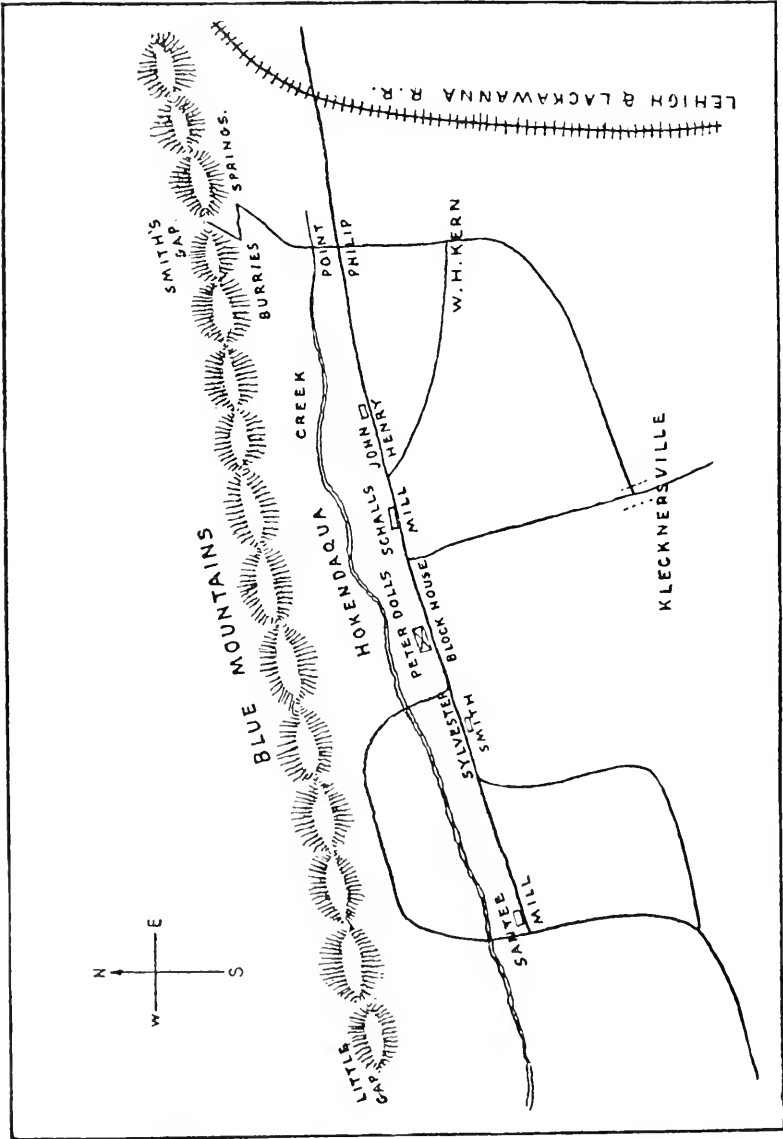 LEHIGH & LACKAWANNA R.R.
SMITH'S
GAP.
SPRINGS.
BURRIES
POINT
PHILIP
W. H. KERN
CREEK
JOHN
HENRY
BLUE MOUNTAINS
HOKENDAQUA
SCHALLS
MILL
PETER DOLLS
BLOCK HOUSE
KLECKNERSVILLE
SYLVESTER
SMITH
SANTEE
MILL
N
W
E
S
LITTLE
GAP.